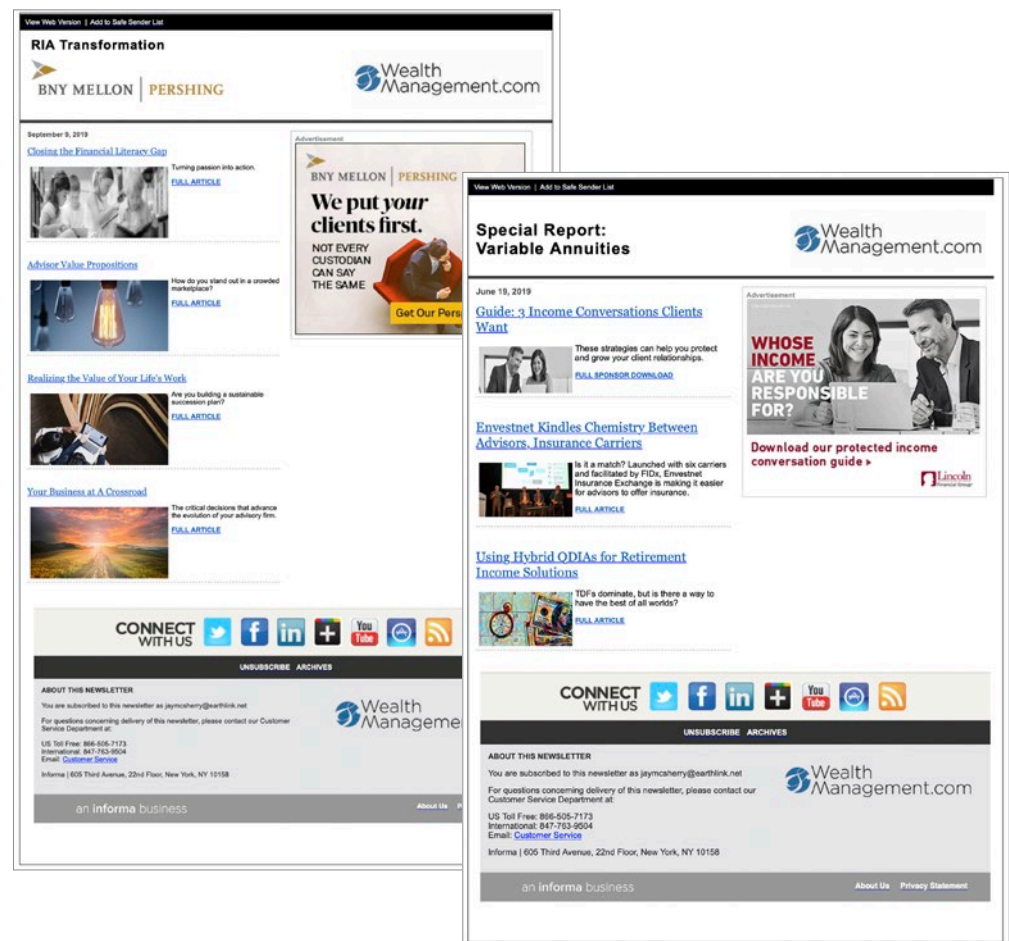 View Web Version | Add to Safe Sender List
RIA Transformation
BNY MELLON | PERSHING
Wealth
Management.com
September 9, 2019
Closing the Financial Literacy Gap
Turning passion into action.
FULL ARTICLE
Advisor Value Propositions
How do you stand out in a crowded
marketplace?
FULL ARTICLE
Realizing the Value of Your Life's Work
Are you building a sustainable
succession plan?
FULL ARTICLE
Your Business at A Crossroad
The critical decisions that advance
the evolution of your advisory firm.
FULL ARTICLE
Advertisement
BNY MELLON | PERSHING
We put your
clients first.
NOT EVERY
CUSTODIAN
CAN SAY
THE SAME
Get Our Pers
CONNECT
WITH US
You
Tube
UNSUBSCRIBE ARCHIVES
ABOUT THIS NEWSLETTER
You are subscribed to this newsletter as jaymcsherry@earthlink.net
For questions concerning delivery of this newsletter, please contact our Customer
Service Department at:
US Toll Free: 866-505-7173
International: 847-763-9504
Email: Customer Service
Informa | 605 Third Avenue, 22nd Floor, New York, NY 10158
Wealth
Manageme
an informa business
About Us P
View Web Version | Add to Safe Sender List
Special Report:
Variable Annuities
Wealth
Management.com
June 19, 2019
Guide: 3 Income Conversations Clients
Want
These strategies can help you protect
and grow your client relationships.
FULL SPONSOR DOWNLOAD
Envestnet Kindles Chemistry Between
Advisors, Insurance Carriers
Is it a match? Launched with six carriers
and facilitated by FIDx, Envestnet
Insurance Exchange is making it easier
for advisors to offer insurance.
FULL ARTICLE
Using Hybrid QDIAs for Retirement
Income Solutions
TDFs dominate, but is there a way to
have the best of all worlds?
FULL ARTICLE
Advertisement
WHOSE
INCOME
ARE YOU
RESPONSIBLE
FOR?
Download our protected income
conversation guide ▸
Lincoln
Financial Group
CONNECT
WITH US
You
Tube
UNSUBSCRIBE ARCHIVES
ABOUT THIS NEWSLETTER
You are subscribed to this newsletter as jaymcsherry@earthlink.net
For questions concerning delivery of this newsletter, please contact our
Customer Service Department at:
US Toll Free: 866-505-7173
International: 847-763-9504
Email: Customer Service
Informa | 605 Third Avenue, 22nd Floor, New York, NY 10158
Wealth
Management.com
an informa business
About Us Privacy Statement